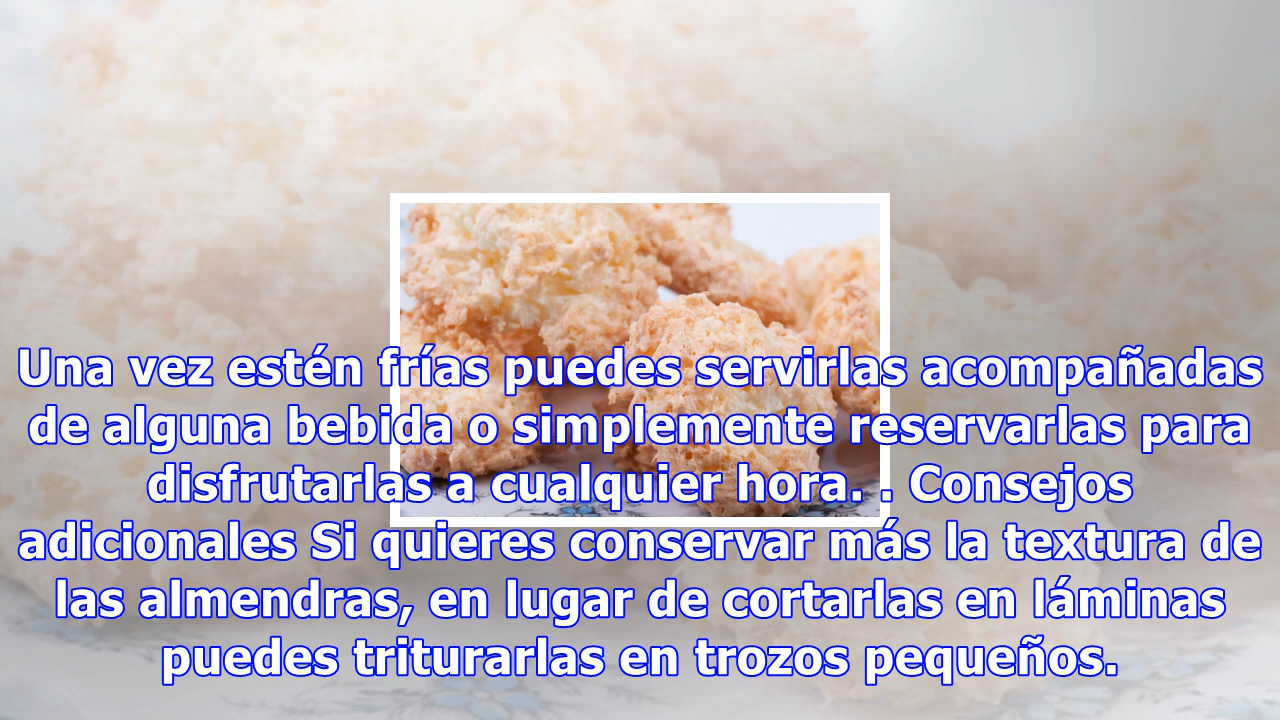 Una vez estén frías puedes servirlas acompañadas
de alguna bebida o simplemente reservarlas para
disfrutarlas a cualquier hora. . Consejos
adicionales Si quieres conservar más la textura de
las almendras, en lugar de cortarlas en láminas
puedes triturarlas en trozos pequeños.